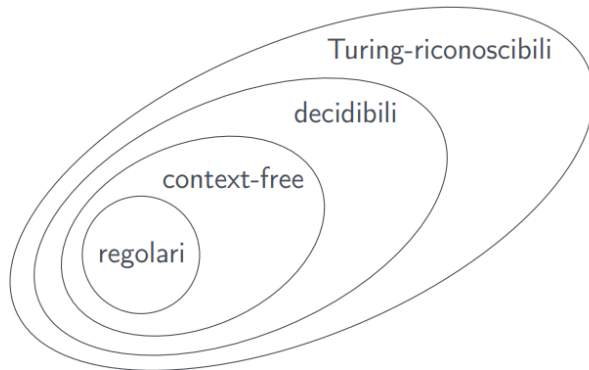 Turing-riconoscibili
decidibili
context-free
regolari